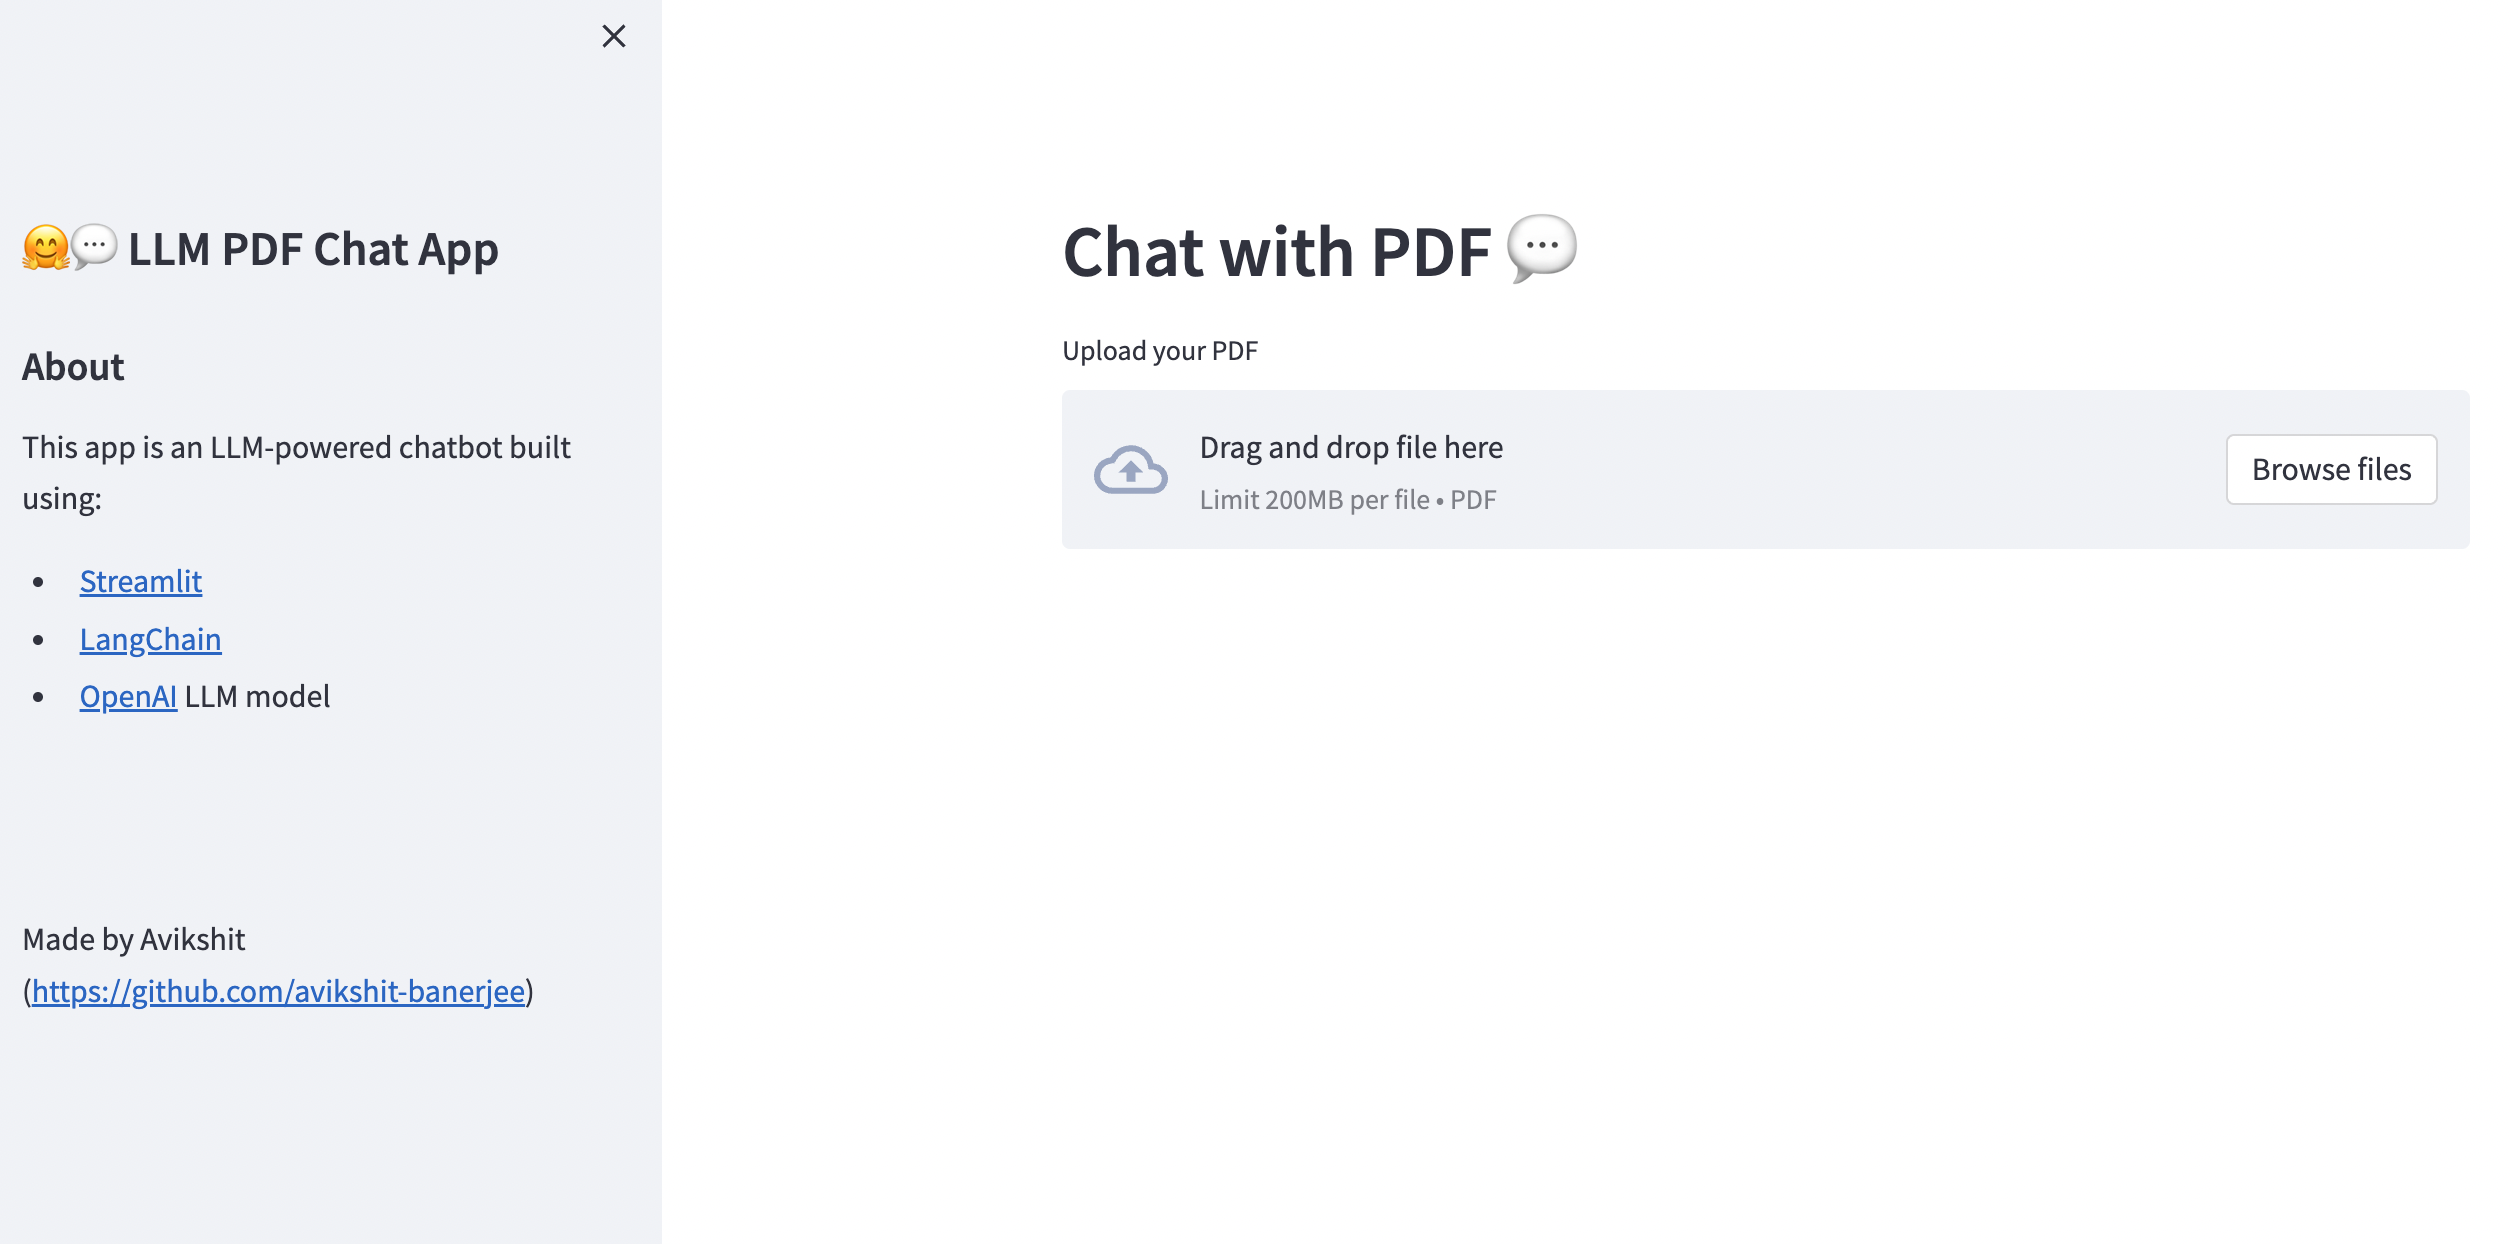 🤗💬 LLM PDF Chat App
About
This app is an LLM-powered chatbot built
using:
• Streamlit
• LangChain
• OpenAI LLM model
Made by Avikshit
(https://github.com/avikshit-banerjee)
Chat with PDF 💬
Upload your PDF
Drag and drop file here
Limit 200MB per file • PDF
Browse files